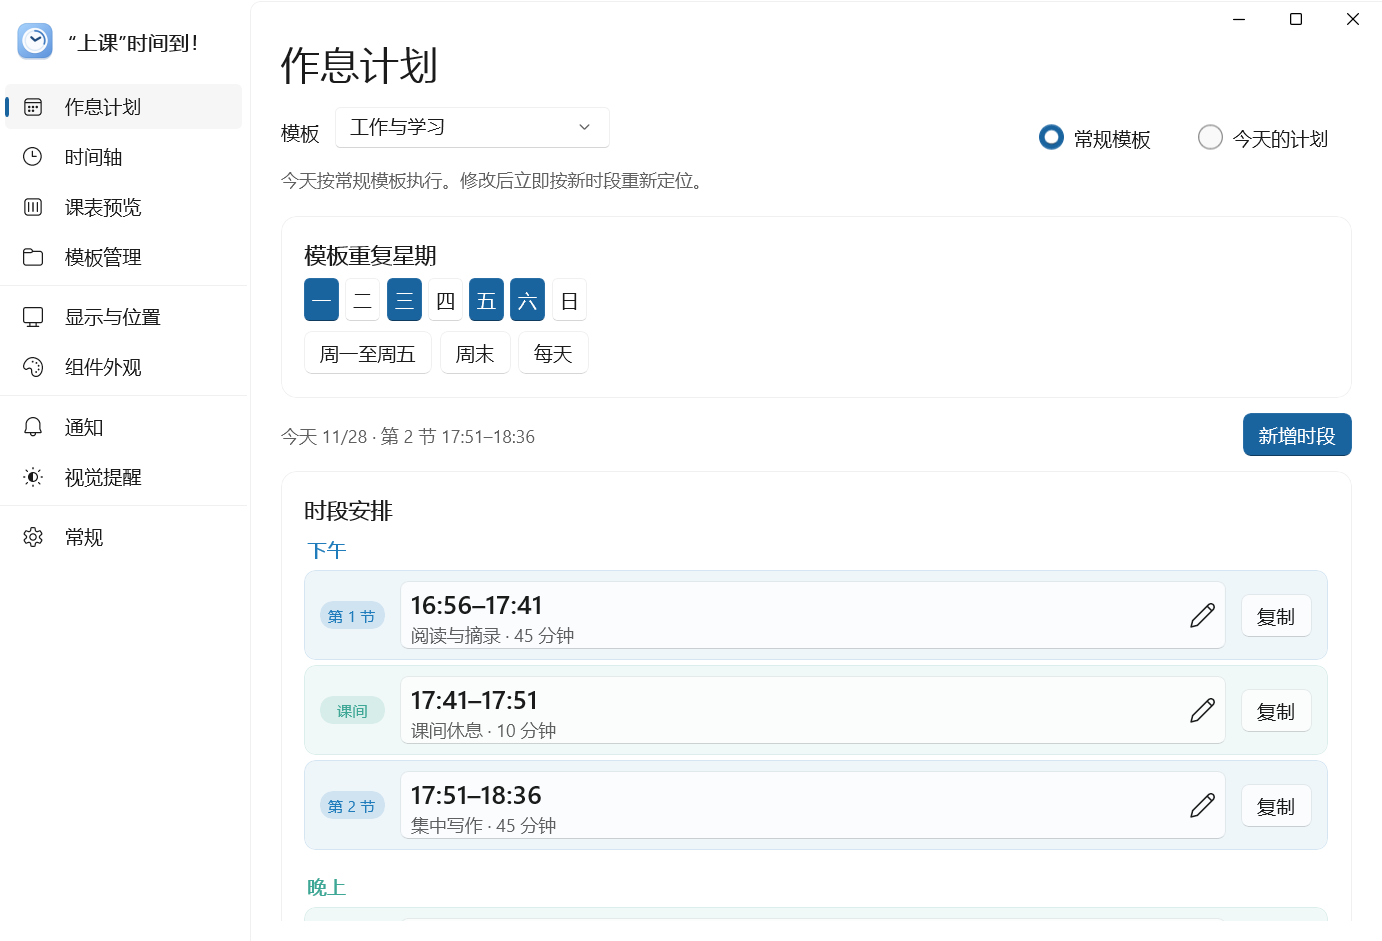 “上课”时间到！
作息计划
时间轴
课表预览
模板管理
显示与位置
组件外观
通知
视觉提醒
常规
作息计划
模板 工作与学习
常规模板 今天的计划
今天按常规模板执行。修改后立即按新时段重新定位。
模板重复星期
一 二 三 四 五 六 日
周一至周五 周末 每天
今天 11/28 · 第 2 节 17:51–18:36
新增时段
时段安排
下午
第 1 节
16:56–17:41
阅读与摘录 · 45 分钟
复制
课间
17:41–17:51
课间休息 · 10 分钟
复制
第 2 节
17:51–18:36
集中写作 · 45 分钟
复制
晚上